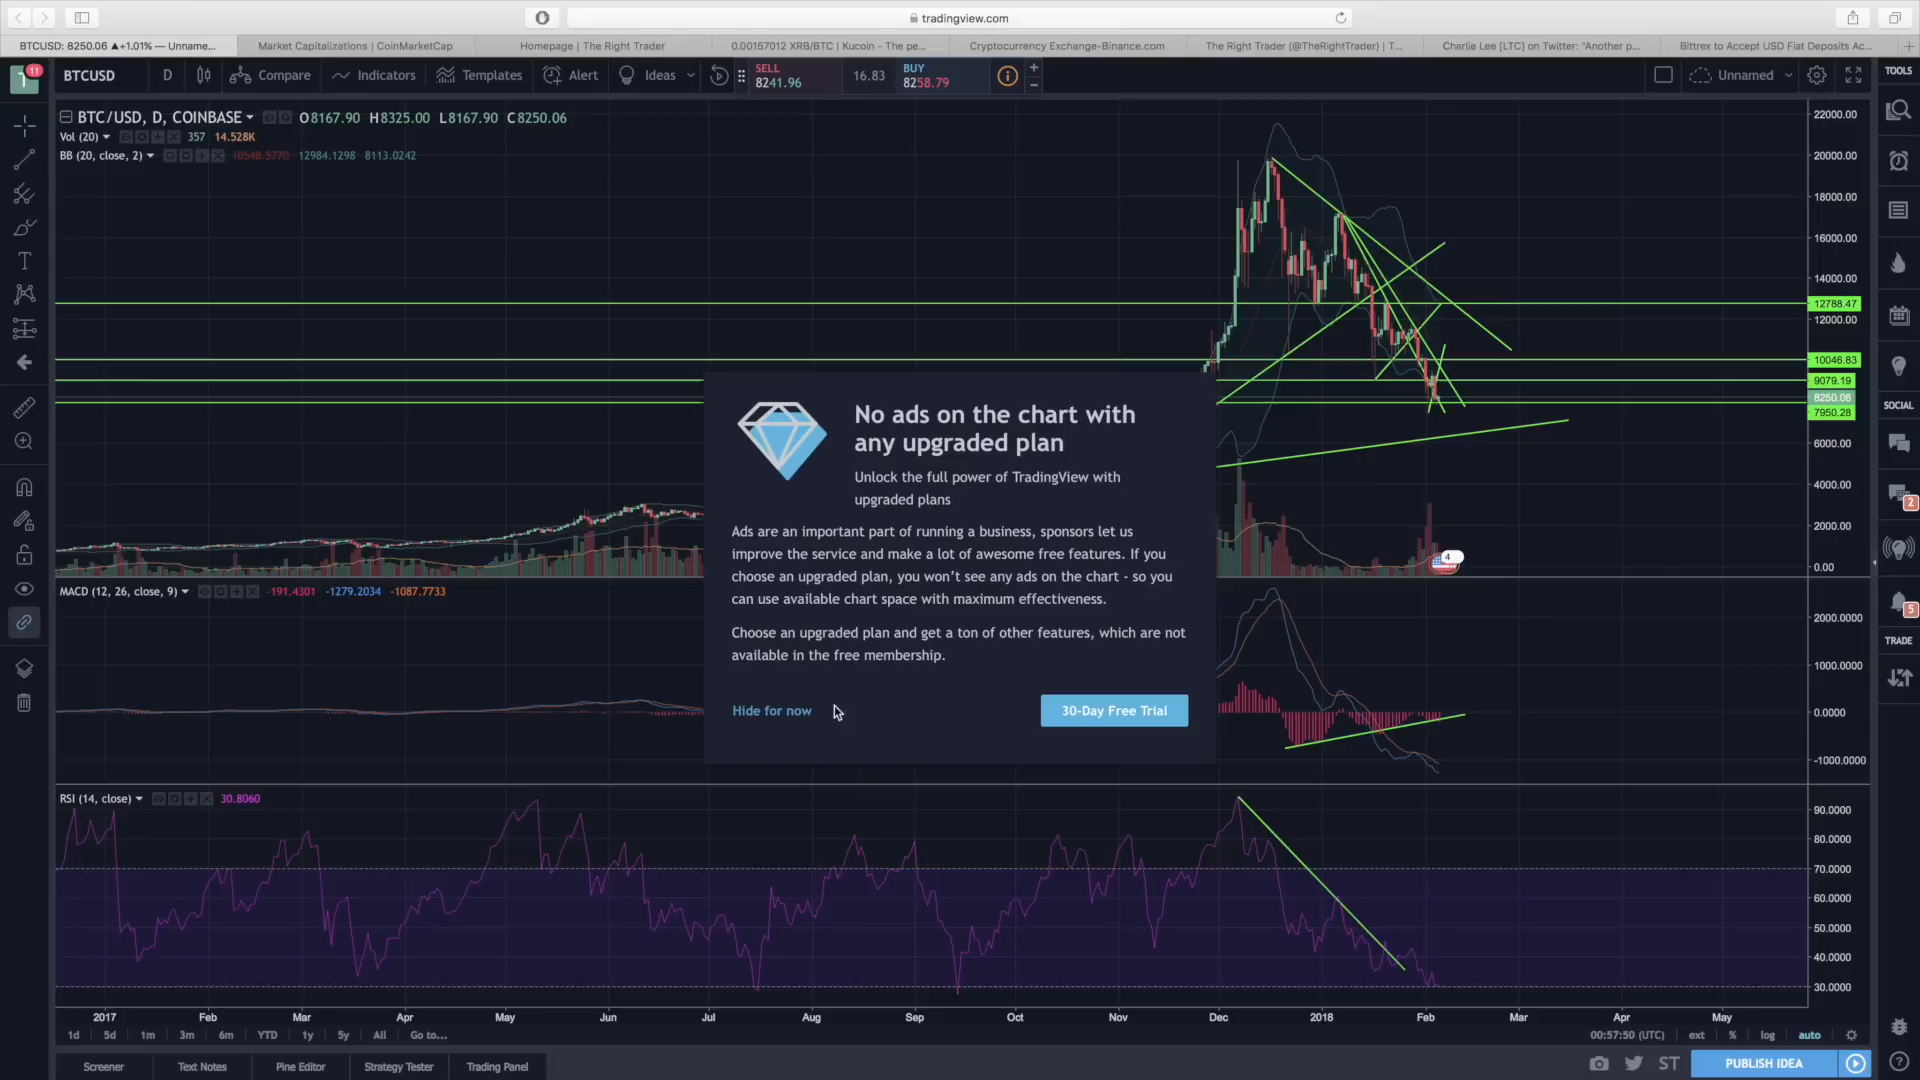 tradingview.com
BTCUSD: 8250.06 ▲+1.01% — Unname...
Market Capitalizations | CoinMarketCap
Homepage | The Right Trader
0.00157012 XRB/BTC | Kucoin - The pe...
Cryptocurrency Exchange-Binance.com
The Right Trader (@TheRightTrader) | T...
Charlie Lee [LTC] on Twitter: "Another p...
Bittrex to Accept USD Fiat Deposits Ac...
11
BTCUSD
D
Compare
Indicators
Templates
Alert
Ideas
SELL
8241.96
16.83
BUY
8258.79
Unnamed
TOOLS
BTC/USD, D, COINBASE
O8167.90 H8325.00 L8167.90 C8250.06
Vol (20)
357 14.528K
BB (20, close, 2)
10548.5770 12984.1298 8113.0242
22000.00
20000.00
18000.00
16000.00
14000.00
12788.47
12000.00
10046.83
9079.19
8250.06
7950.28
6000.00
4000.00
2000.00
0.00
SOCIAL
2
5
TRADE
4
No ads on the chart with
any upgraded plan
Unlock the full power of TradingView with
upgraded plans
Ads are an important part of running a business, sponsors let us
improve the service and make a lot of awesome free features. If you
choose an upgraded plan, you won’t see any ads on the chart - so you
can use available chart space with maximum effectiveness.
Choose an upgraded plan and get a ton of other features, which are not
available in the free membership.
Hide for now
30-Day Free Trial
MACD (12, 26, close, 9)
-191.4301 -1279.2034 -1087.7733
2000.0000
1000.0000
0.0000
-1000.0000
RSI (14, close)
30.8060
90.0000
80.0000
70.0000
60.0000
50.0000
40.0000
30.0000
2017 Feb Mar Apr May Jun Jul Aug Sep Oct Nov Dec 2018 Feb Mar Apr May
1d 5d 1m 3m 6m YTD 1y 5y All Go to...
00:57:50 (UTC) ext % log auto
Screener
Text Notes
Pine Editor
Strategy Tester
Trading Panel
ST
PUBLISH IDEA